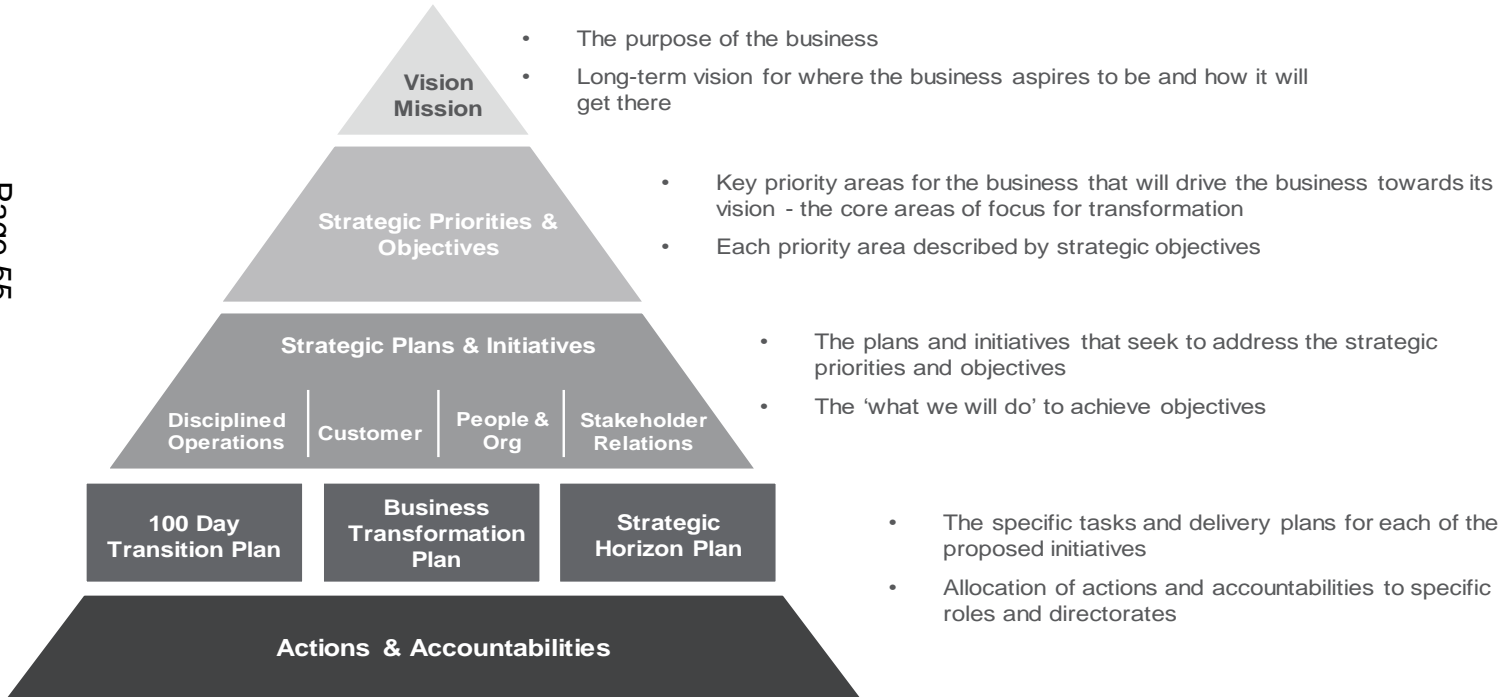 Vision
Mission
• The purpose of the business
• Long-term vision for where the business aspires to be and how it will
get there
Strategic Priorities &
Objectives
• Key priority areas for the business that will drive the business towards its
vision - the core areas of focus for transformation
• Each priority area described by strategic objectives
Strategic Plans & Initiatives
Disciplined
Operations
Customer
People &
Org
Stakeholder
Relations
• The plans and initiatives that seek to address the strategic
priorities and objectives
• The ‘what we will do’ to achieve objectives
100 Day
Transition Plan
Business
Transformation
Plan
Strategic
Horizon Plan
• The specific tasks and delivery plans for each of the
proposed initiatives
• Allocation of actions and accountabilities to specific
roles and directorates
Actions & Accountabilities
Page 55